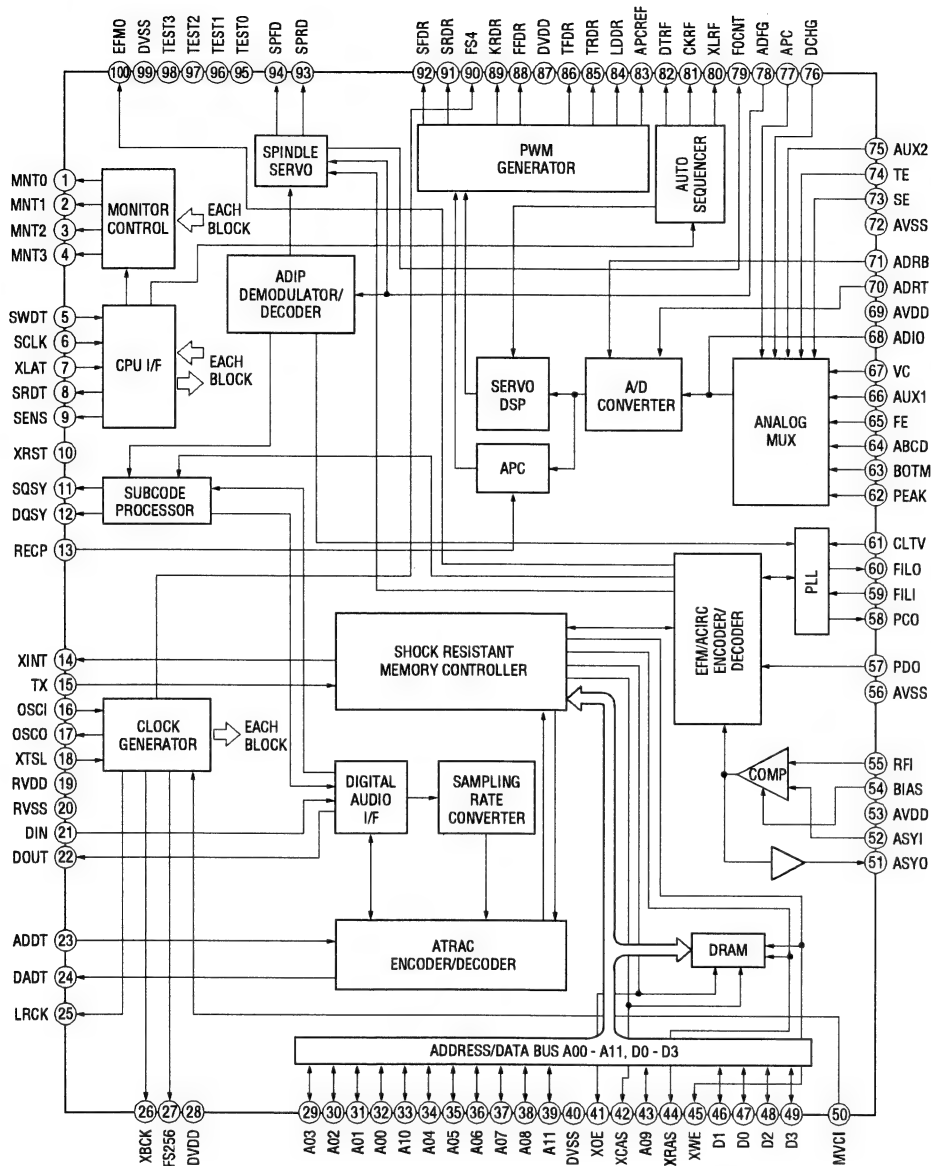 EFMO
DVSS
TEST3
TEST2
TEST1
TEST0
SPFD
SPRD
SFDR
SRDR
FS4
KRDR
FFDR
DVDD
TFDR
TRDR
LDDR
APCREF
DTRF
CKRF
XLRF
FOCNT
ADFG
APC
DCHG
100 99 98 97 96 95 94 93 92 91 90 89 88 87 86 85 84 83 82 81 80 79 78 77 76
MNT0 1
MNT1 2
MNT2 3
MNT3 4
SWDT 5
SCLK 6
XLAT 7
SRDT 8
SENS 9
XRST 10
SQSY 11
DQSY 12
RECP 13
XINT 14
TX 15
OSCI 16
OSCO 17
XTSL 18
RVDD 19
RVSS 20
DIN 21
DOUT 22
ADDT 23
DADT 24
LRCK 25
MONITOR
CONTROL
EACH
BLOCK
CPU I/F
EACH
BLOCK
SPINDLE
SERVO
ADIP
DEMODULATOR/
DECODER
SUBCODE
PROCESSOR
PWM
GENERATOR
AUTO
SEQUENCER
SERVO
DSP
A/D
CONVERTER
ANALOG
MUX
APC
PLL
EFM/ACIRC
ENCODER/
DECODER
SHOCK RESISTANT
MEMORY CONTROLLER
CLOCK
GENERATOR
EACH
BLOCK
DIGITAL
AUDIO
I/F
SAMPLING
RATE
CONVERTER
COMP
ATRAC
ENCODER/DECODER
DRAM
ADDRESS/DATA BUS A00 - A11, D0 - D3
75 AUX2
74 TE
73 SE
72 AVSS
71 ADRB
70 ADRT
69 AVDD
68 ADIO
67 VC
66 AUX1
65 FE
64 ABCD
63 BOTM
62 PEAK
61 CLTV
60 FILO
59 FILI
58 PCO
57 PDO
56 AVSS
55 RFI
54 BIAS
53 AVDD
52 ASYI
51 ASYO
26 27 28 29 30 31 32 33 34 35 36 37 38 39 40 41 42 43 44 45 46 47 48 49 50
XBCK
FS256
DVDD
A03
A02
A01
A00
A10
A04
A05
A06
A07
A08
A11
DVSS
XOE
XCAS
A09
XRAS
XWE
D1
D0
D2
D3
MVCI